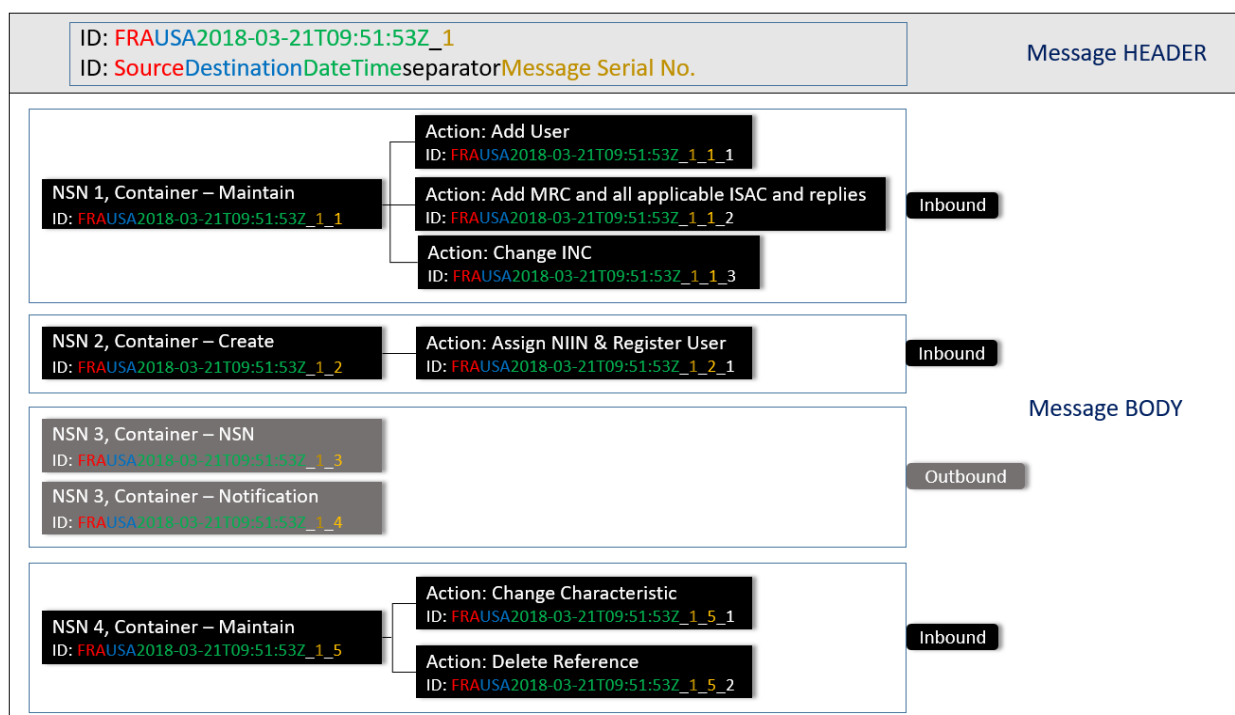 ID: FRAUSA2018-03-21T09:51:53Z_1
ID: SourceDestinationDateTimeseparatorMessage Serial No.
Message HEADER
NSN 1, Container – Maintain
ID: FRAUSA2018-03-21T09:51:53Z_1_1
Action: Add User
ID: FRAUSA2018-03-21T09:51:53Z_1_1_1
Action: Add MRC and all applicable ISAC and replies
ID: FRAUSA2018-03-21T09:51:53Z_1_1_2
Action: Change INC
ID: FRAUSA2018-03-21T09:51:53Z_1_1_3
Inbound
NSN 2, Container – Create
ID: FRAUSA2018-03-21T09:51:53Z_1_2
Action: Assign NIIN & Register User
ID: FRAUSA2018-03-21T09:51:53Z_1_2_1
Inbound
Message BODY
NSN 3, Container – NSN
ID: FRAUSA2018-03-21T09:51:53Z_1_3
NSN 3, Container – Notification
ID: FRAUSA2018-03-21T09:51:53Z_1_4
Outbound
NSN 4, Container – Maintain
ID: FRAUSA2018-03-21T09:51:53Z_1_5
Action: Change Characteristic
ID: FRAUSA2018-03-21T09:51:53Z_1_5_1
Action: Delete Reference
ID: FRAUSA2018-03-21T09:51:53Z_1_5_2
Inbound